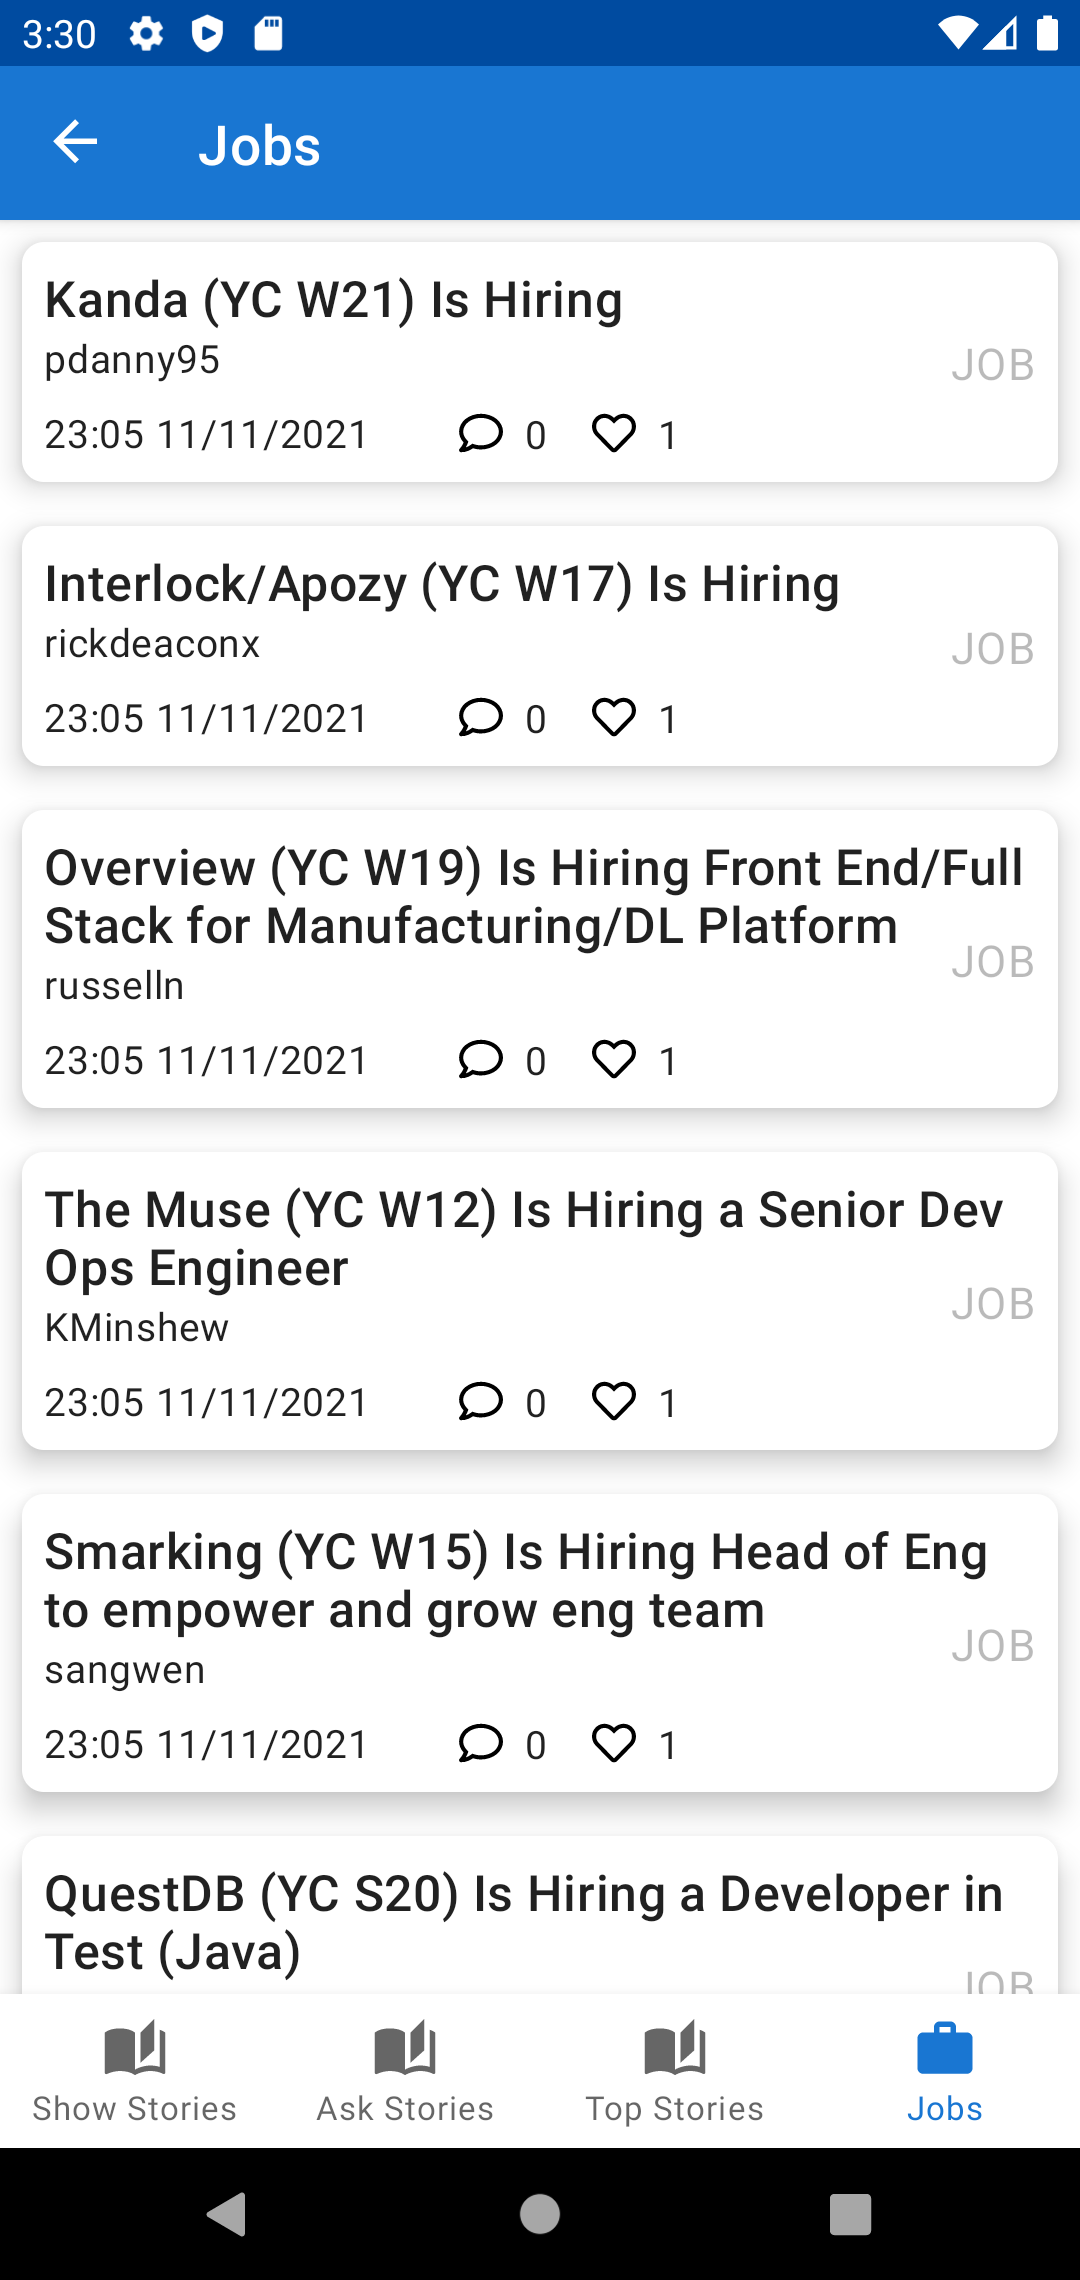 3:30
Jobs
Kanda (YC W21) Is Hiring
pdanny95
JOB
23:05 11/11/2021 0 1
Interlock/Apozy (YC W17) Is Hiring
rickdeaconx
JOB
23:05 11/11/2021 0 1
Overview (YC W19) Is Hiring Front End/Full
Stack for Manufacturing/DL Platform
JOB
russelln
23:05 11/11/2021 0 1
The Muse (YC W12) Is Hiring a Senior Dev
Ops Engineer
JOB
KMinshew
23:05 11/11/2021 0 1
Smarking (YC W15) Is Hiring Head of Eng
to empower and grow eng team
JOB
sangwen
23:05 11/11/2021 0 1
QuestDB (YC S20) Is Hiring a Developer in
Test (Java)
JOB
Show Stories
Ask Stories
Top Stories
Jobs